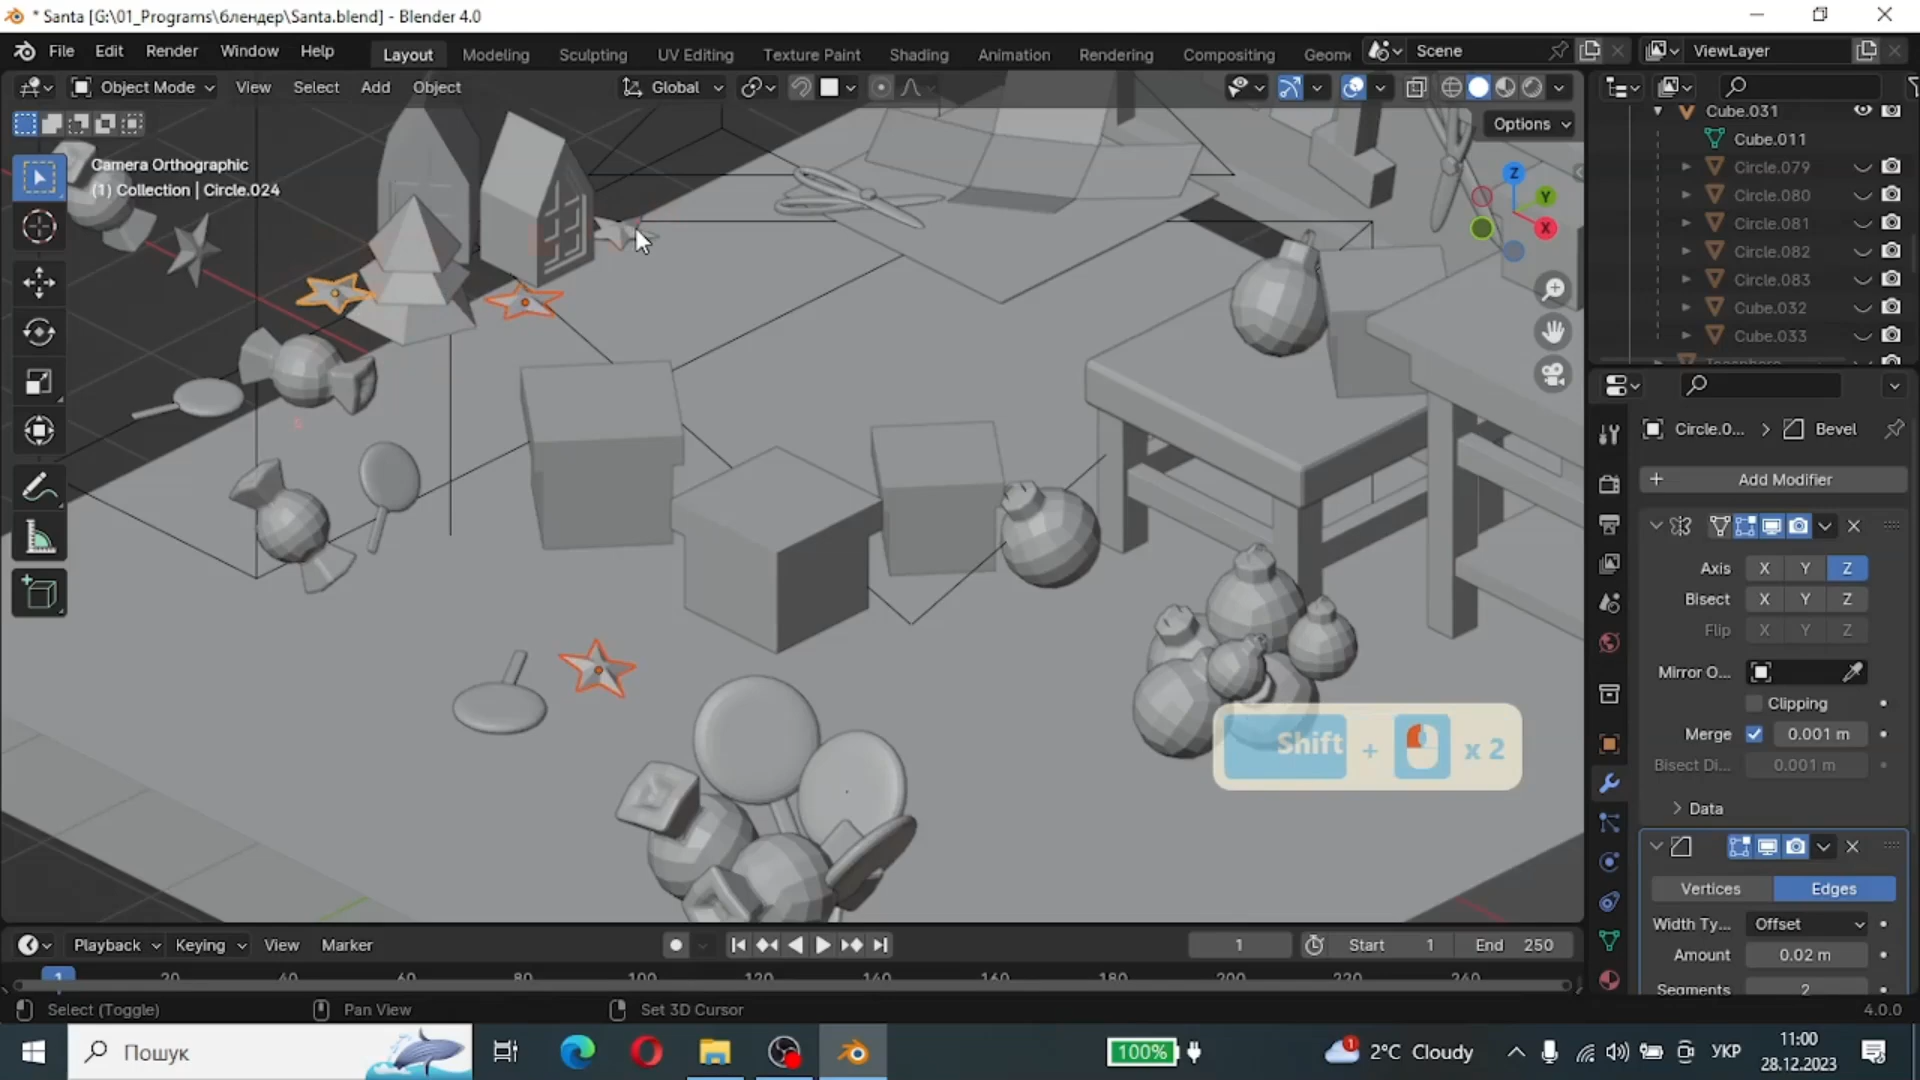 * Santa [G:\01_Programs\блендер\Santa.blend] - Blender 4.0
File Edit Render Window Help
Layout Modeling Sculpting UV Editing Texture Paint Shading Animation Rendering Compositing Geom
Scene
ViewLayer
Object Mode View Select Add Object
Global
Options
Camera Orthographic
(1) Collection | Circle.024
Z
Y
X
Cube.031
Cube.011
Circle.079
Circle.080
Circle.081
Circle.082
Circle.083
Cube.032
Cube.033
Circle.0... > Bevel
+ Add Modifier
Axis X Y Z
Bisect X Y Z
Flip X Y Z
Mirror O...
Clipping
Merge 0.001 m
Bisect Di... 0.001 m
Data
Vertices Edges
Width Ty... Offset
Amount 0.02 m
Segments 2
Shift + x 2
Playback Keying View Marker
1 Start 1 End 250
1 20 40 60 80 100 120 140 160 180 200 220 240
Select (Toggle) Pan View Set 3D Cursor 4.0.0
Пошук
100%
1 2°C Cloudy
УКР
11:00
28.12.2023